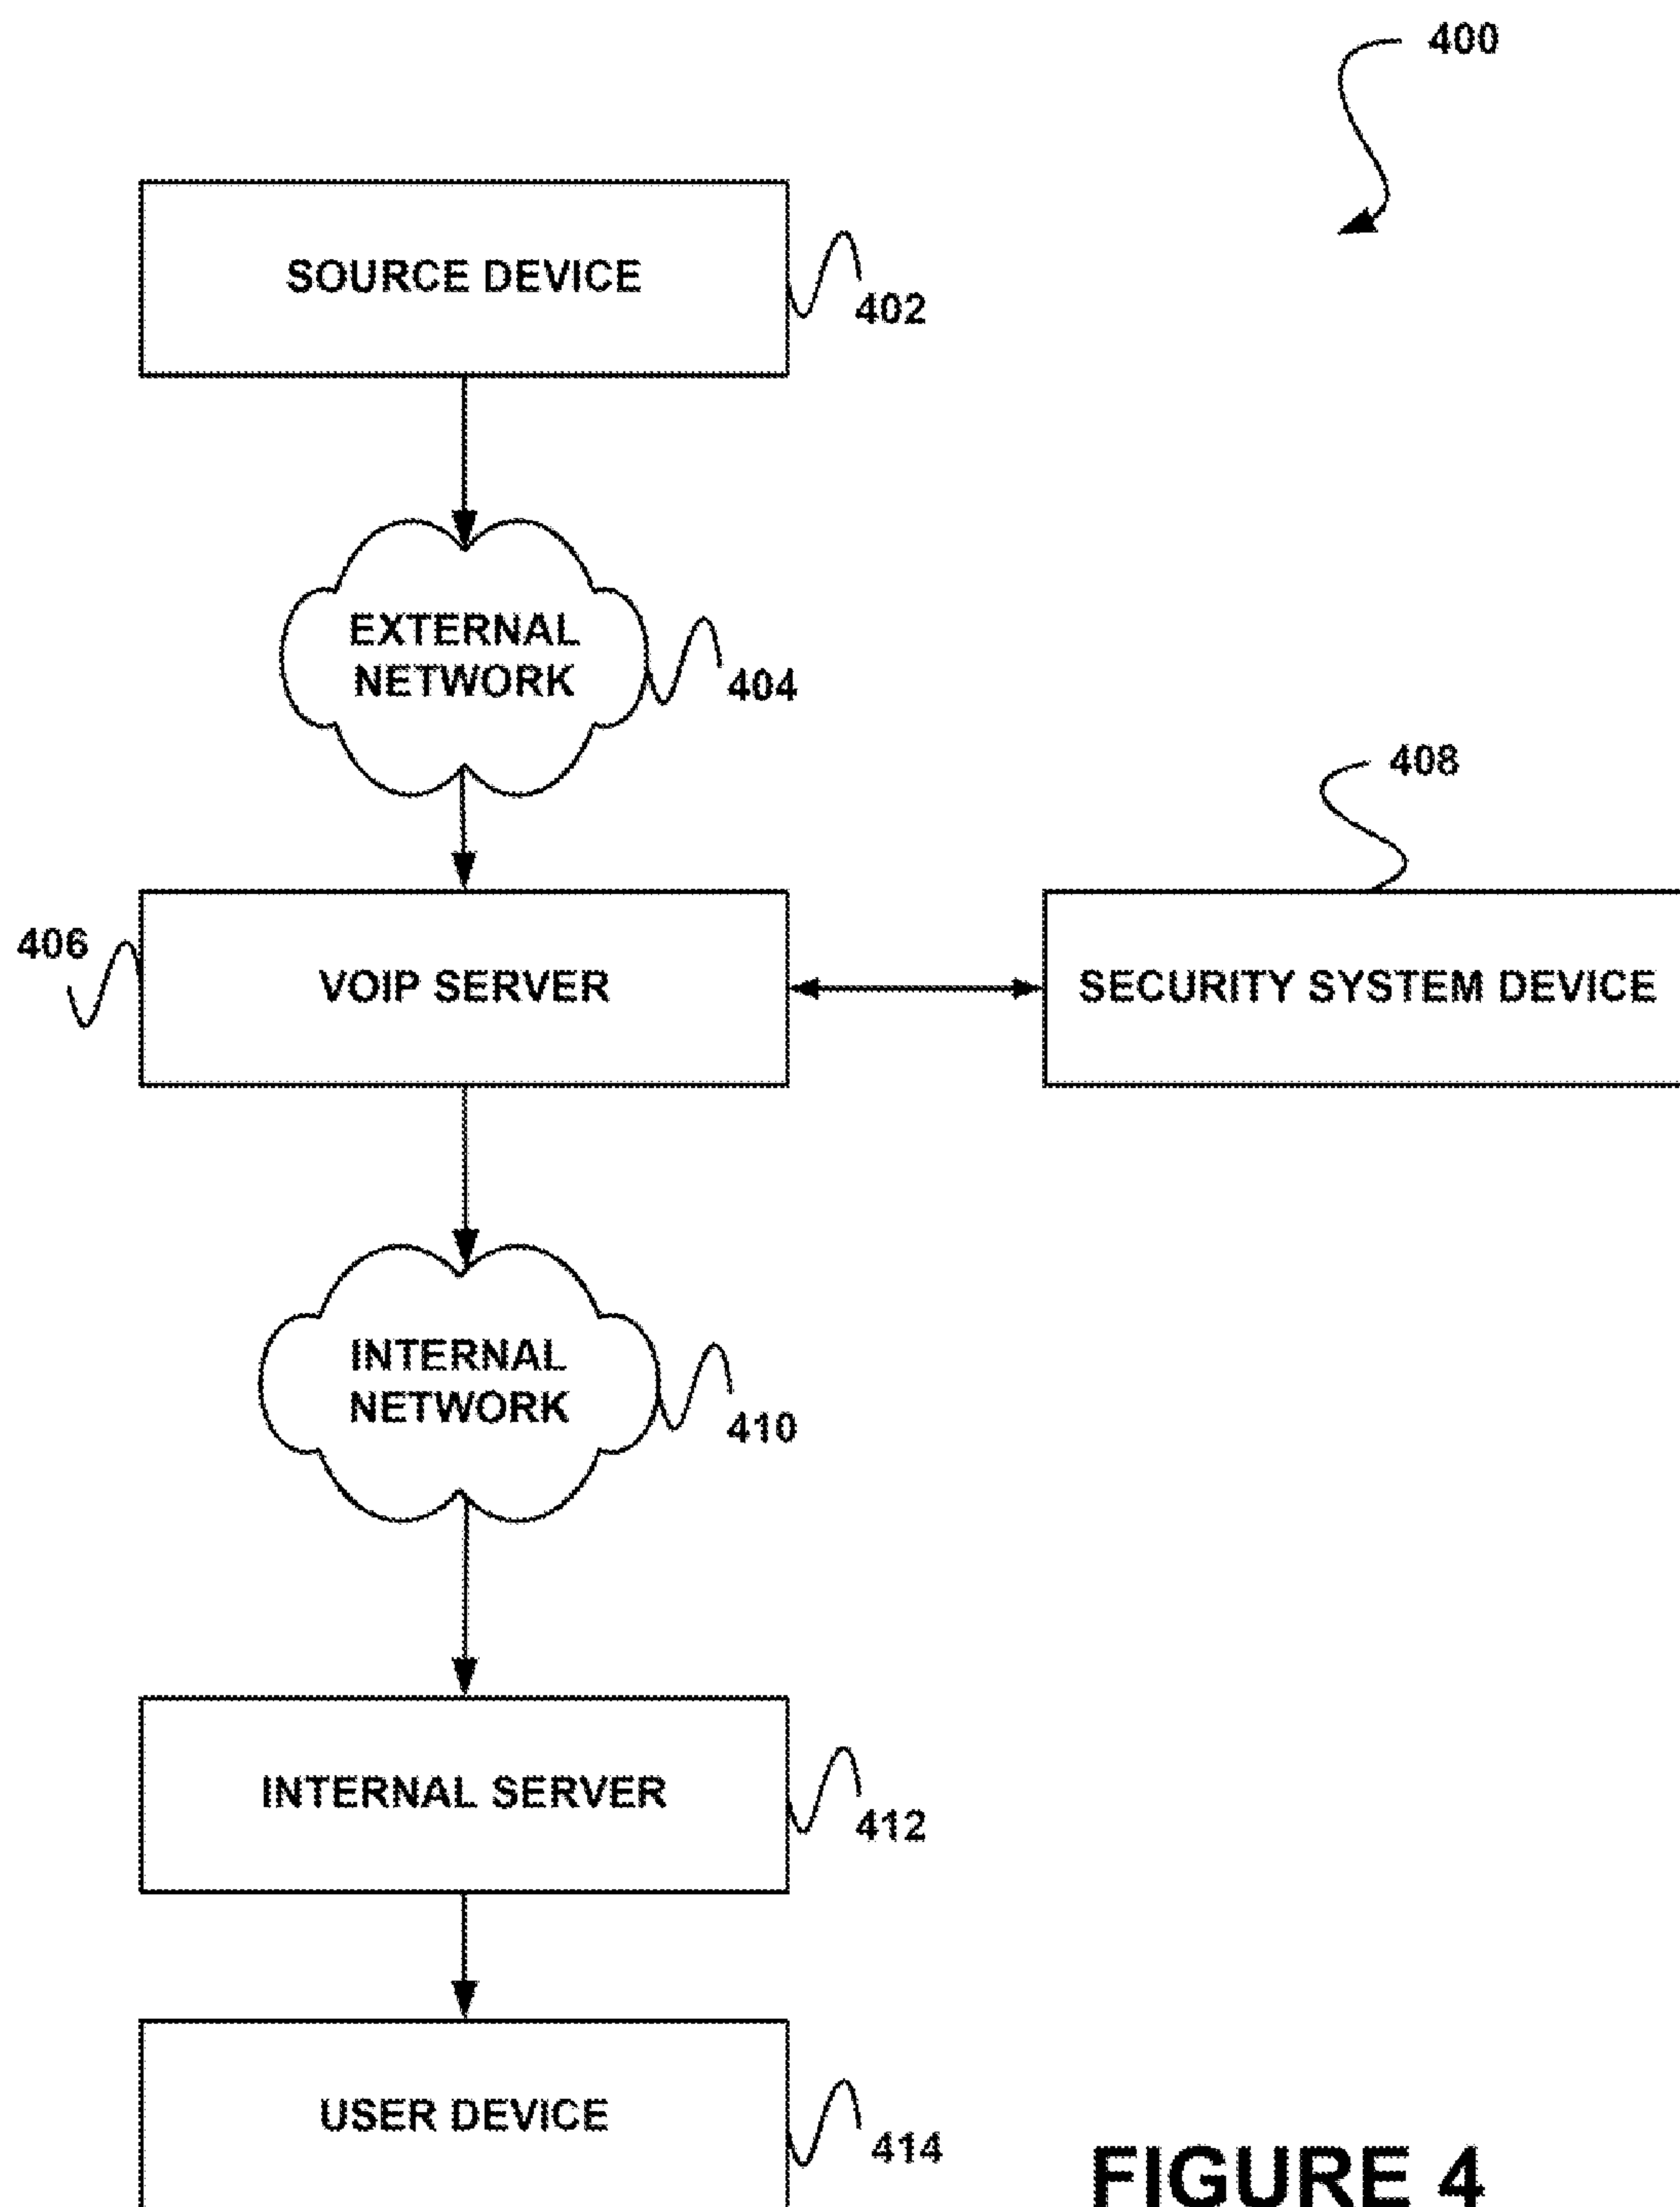 400
SOURCE DEVICE
402
EXTERNAL
NETWORK
404
408
406
VOIP SERVER
SECURITY SYSTEM DEVICE
INTERNAL
NETWORK
410
INTERNAL SERVER
412
USER DEVICE
414
FIGURE 4